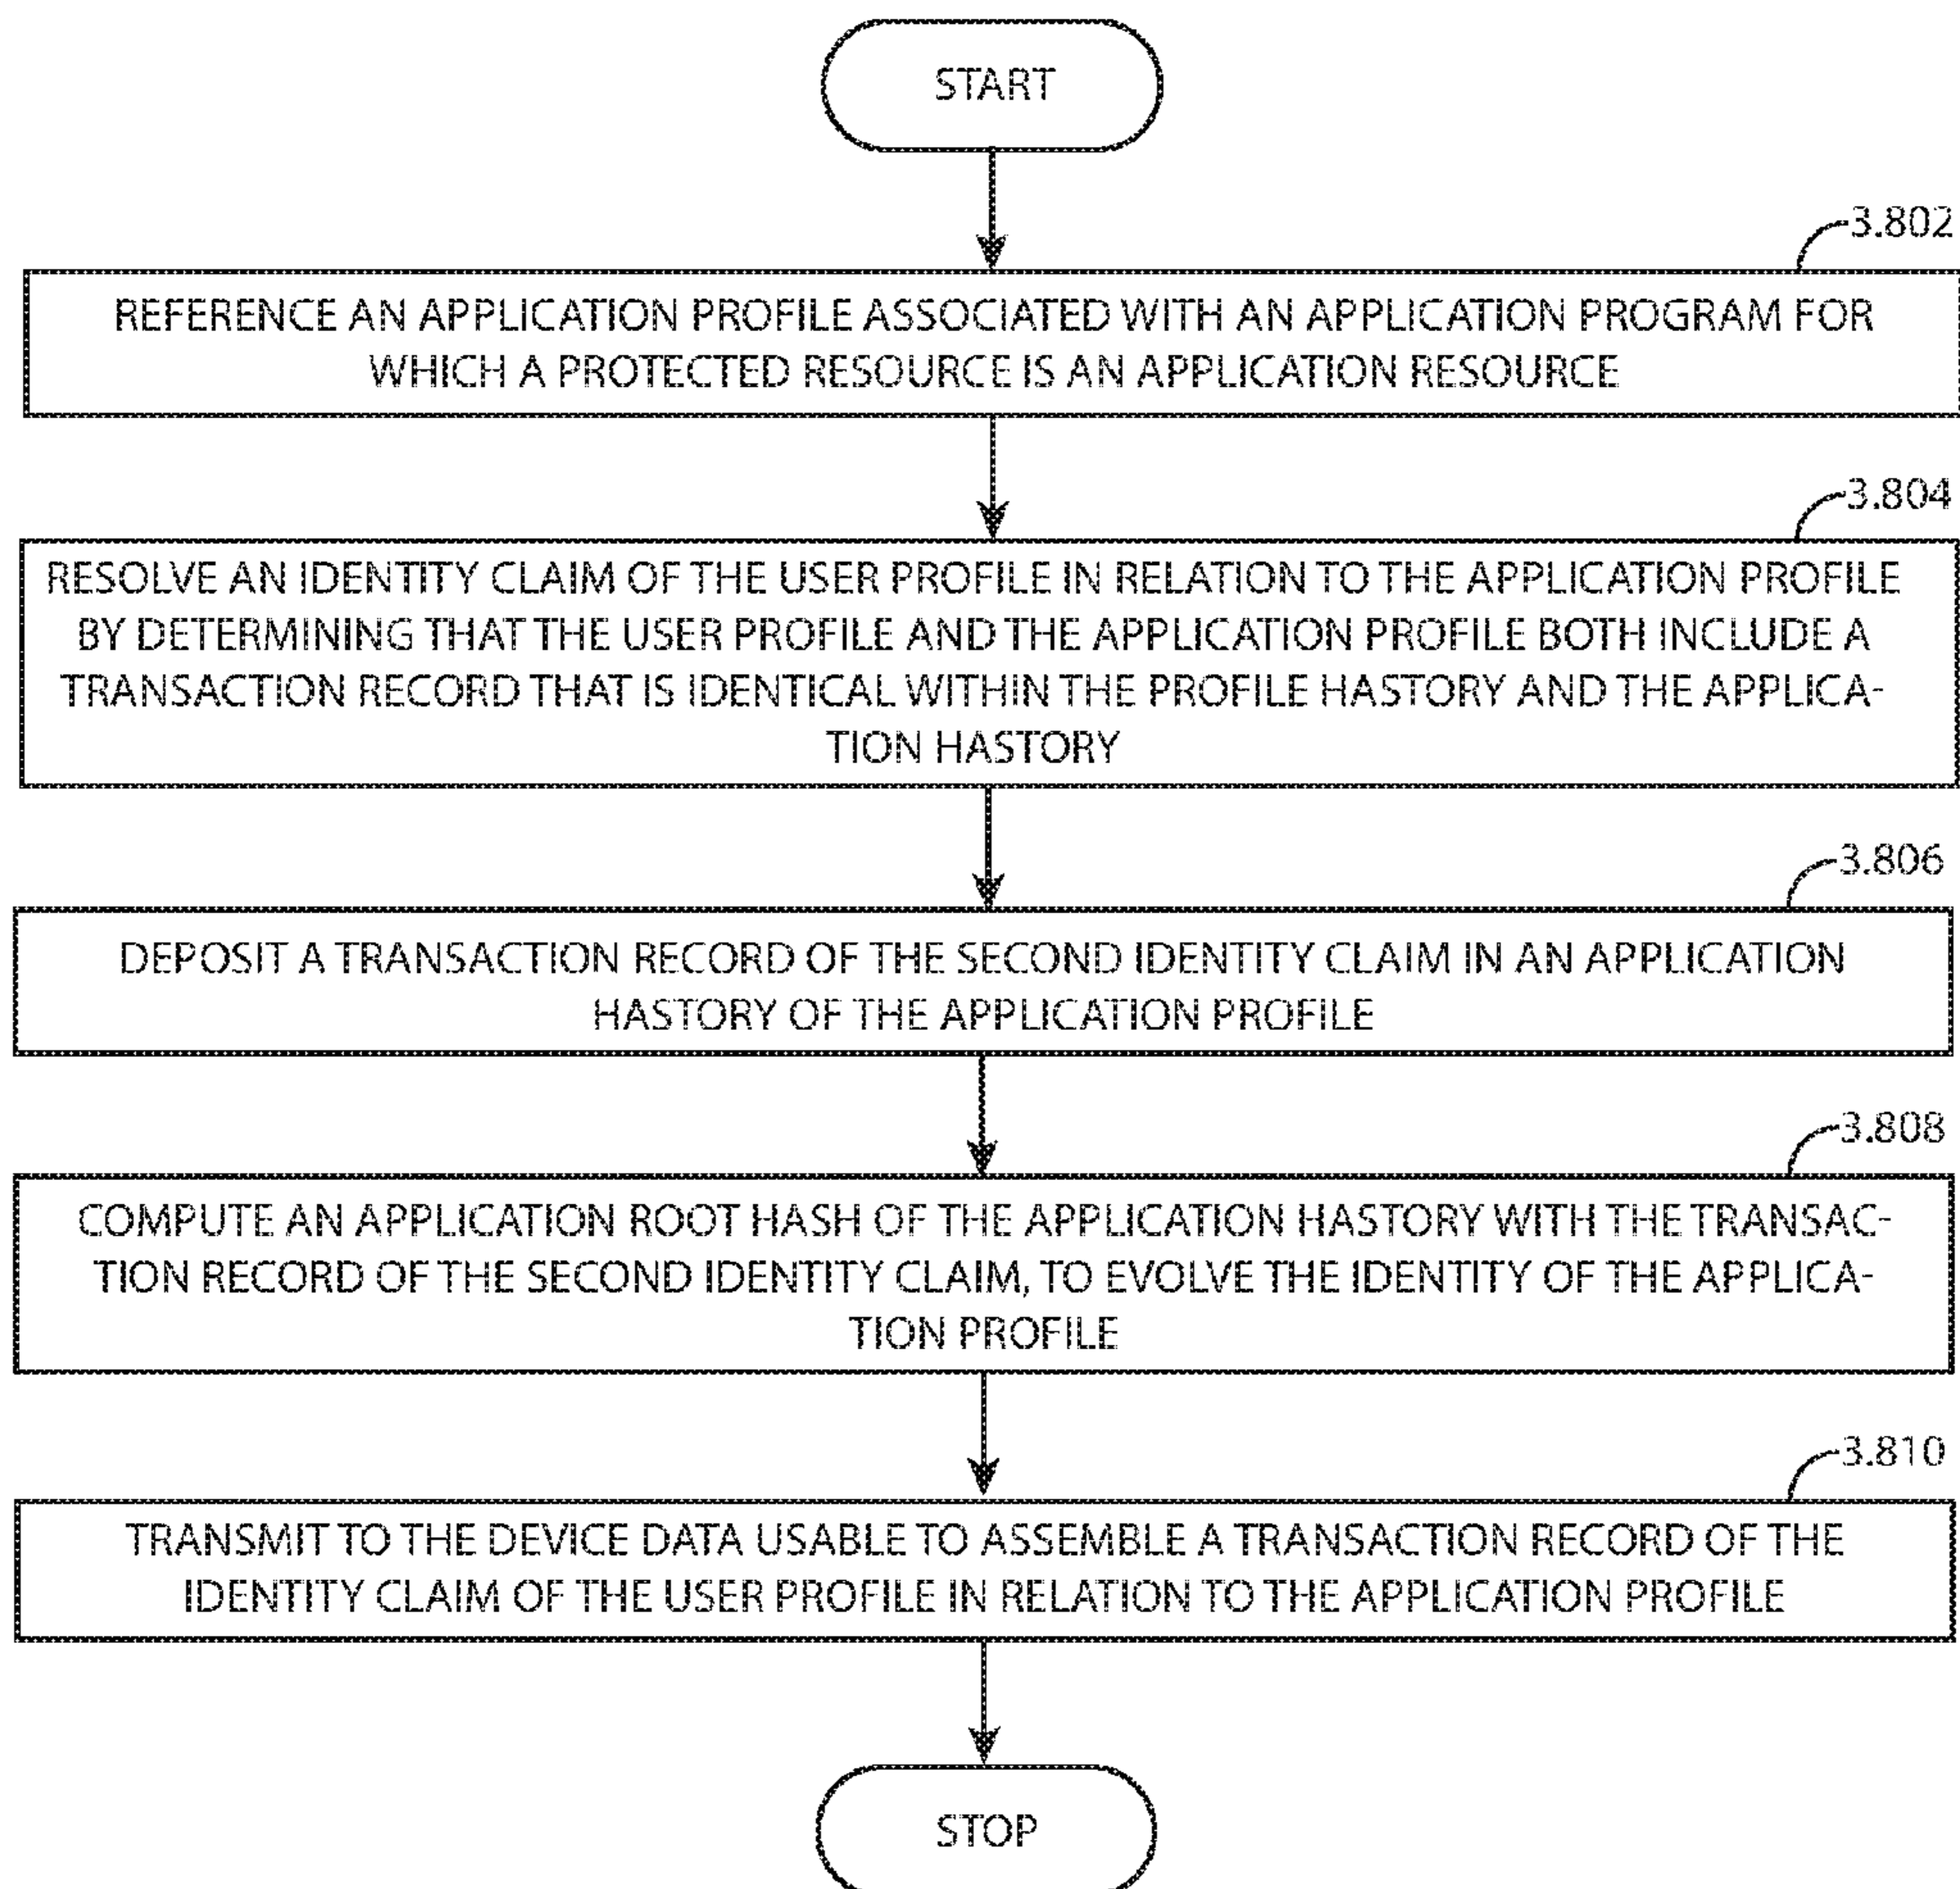 START
3.802
REFERENCE AN APPLICATION PROFILE ASSOCIATED WITH AN APPLICATION PROGRAM FOR
WHICH A PROTECTED RESOURCE IS AN APPLICATION RESOURCE
3.804
RESOLVE AN IDENTITY CLAIM OF THE USER PROFILE IN RELATION TO THE APPLICATION PROFILE
BY DETERMINING THAT THE USER PROFILE AND THE APPLICATION PROFILE BOTH INCLUDE A
TRANSACTION RECORD THAT IS IDENTICAL WITHIN THE PROFILE HASTORY AND THE APPLICA-
TION HASTORY
3.806
DEPOSIT A TRANSACTION RECORD OF THE SECOND IDENTITY CLAIM IN AN APPLICATION
HASTORY OF THE APPLICATION PROFILE
3.808
COMPUTE AN APPLICATION ROOT HASH OF THE APPLICATION HASTORY WITH THE TRANSAC-
TION RECORD OF THE SECOND IDENTITY CLAIM, TO EVOLVE THE IDENTITY OF THE APPLICA-
TION PROFILE
3.810
TRANSMIT TO THE DEVICE DATA USABLE TO ASSEMBLE A TRANSACTION RECORD OF THE
IDENTITY CLAIM OF THE USER PROFILE IN RELATION TO THE APPLICATION PROFILE
STOP